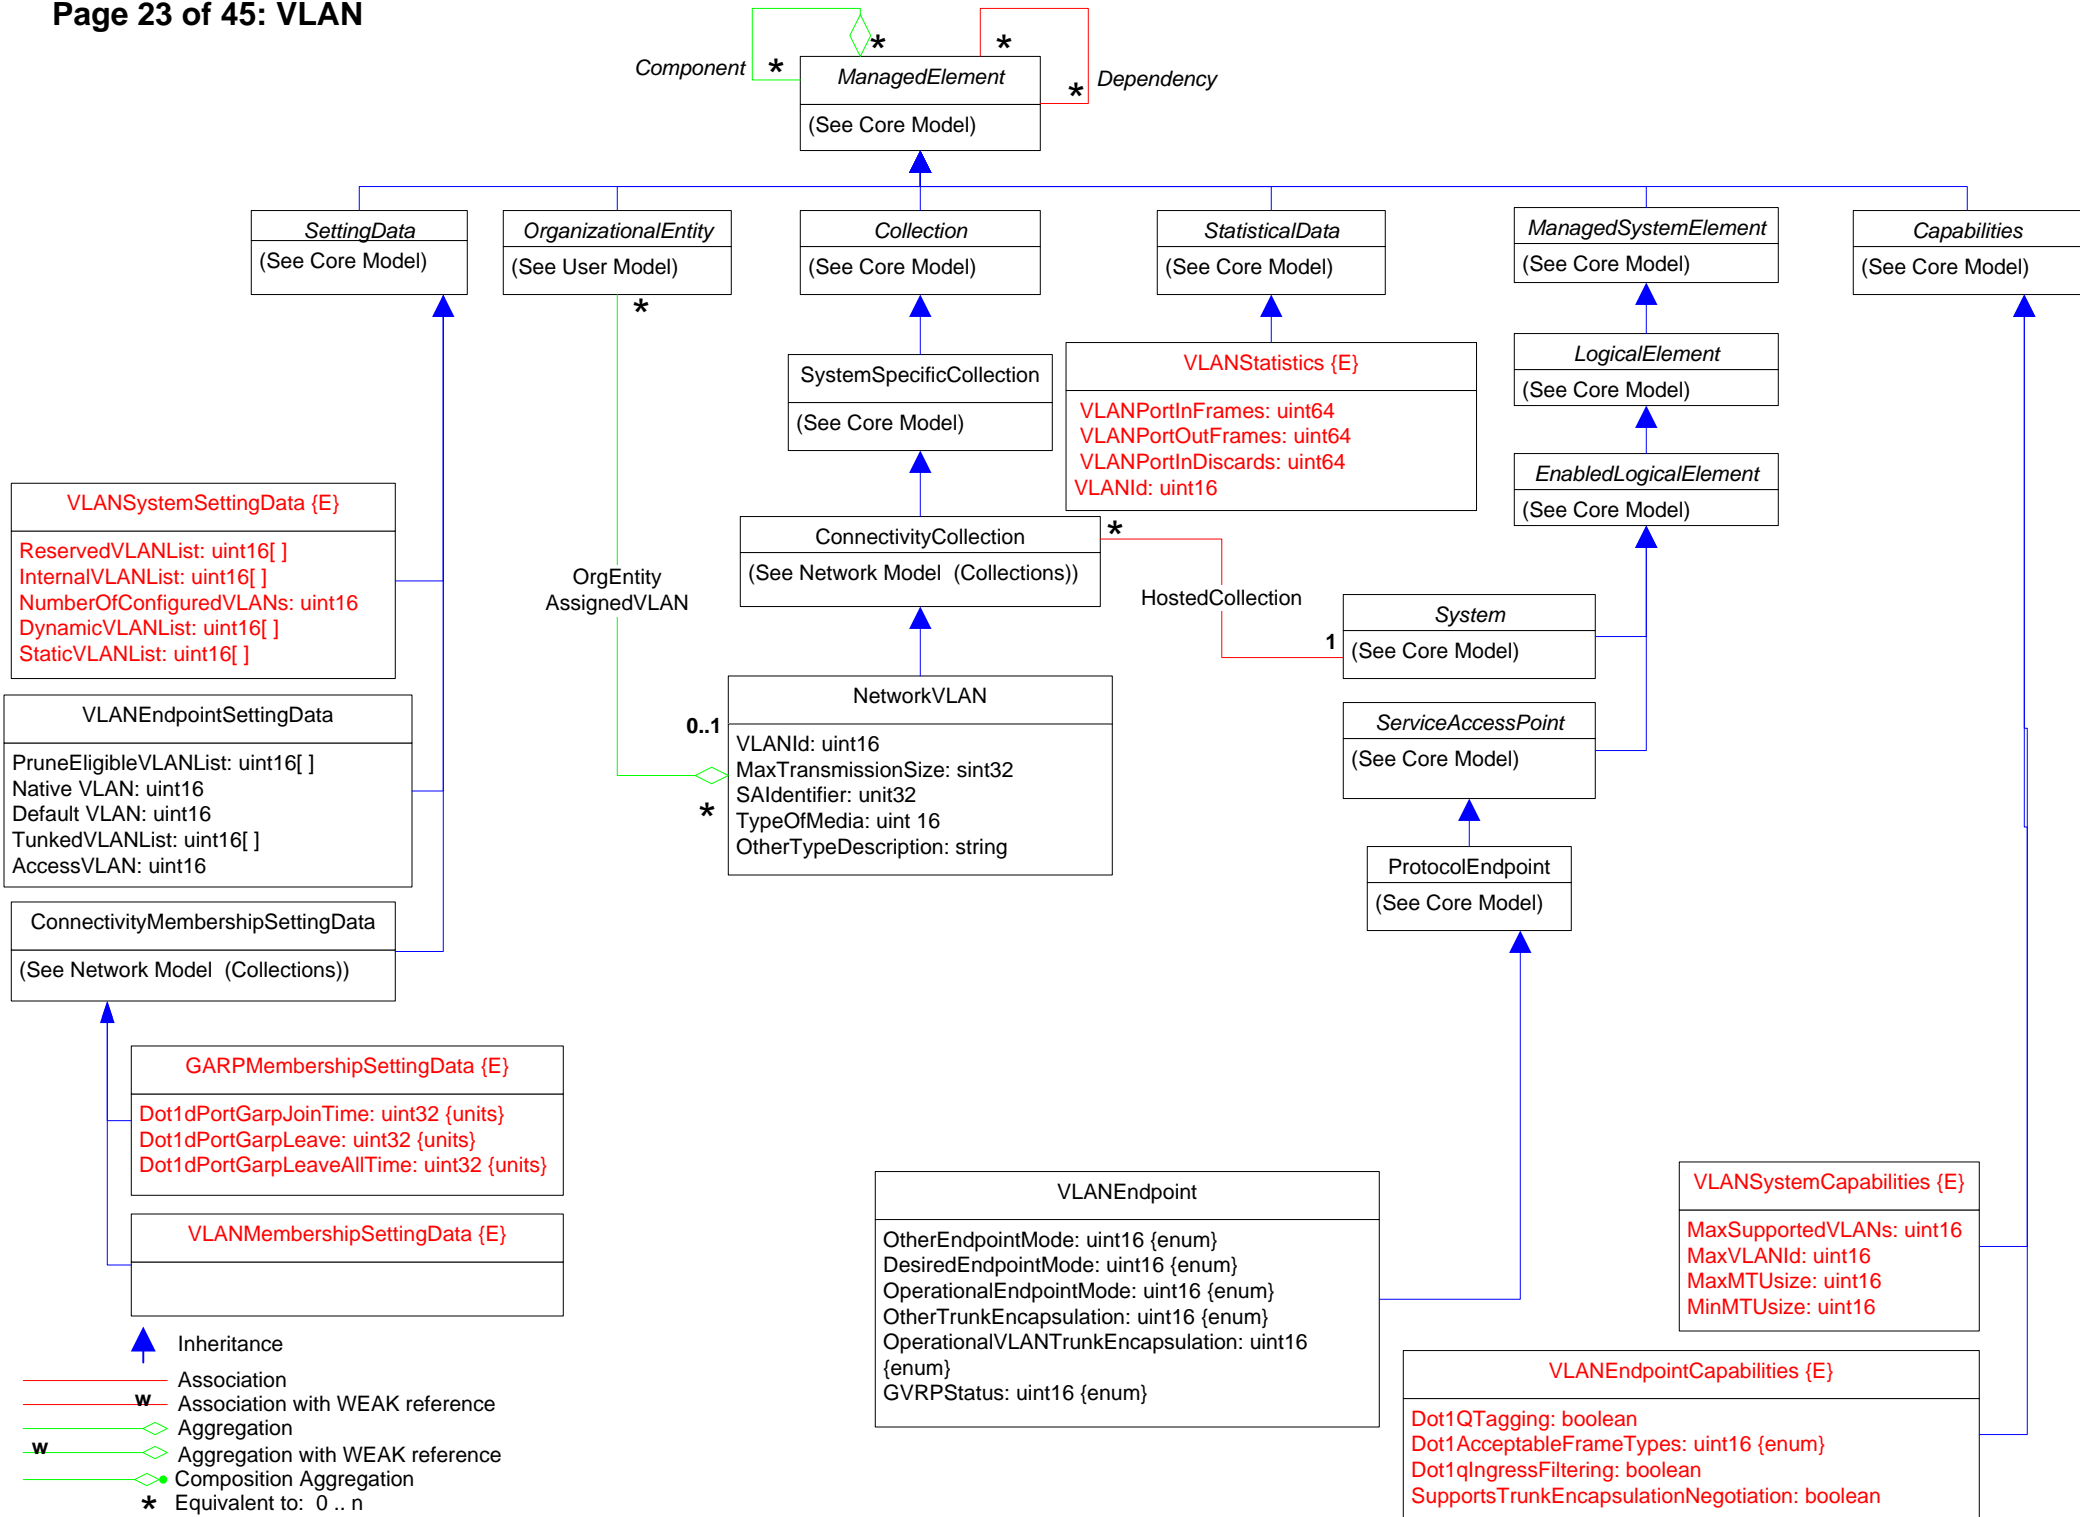 Page 23 of 45: VLAN
Component
*
*
*
*
Dependency
ManagedElement
(See Core Model)
SettingData
(See Core Model)
OrganizationalEntity
(See User Model)
*
Collection
(See Core Model)
StatisticalData
(See Core Model)
ManagedSystemElement
(See Core Model)
Capabilities
(See Core Model)
SystemSpecificCollection
(See Core Model)
VLANStatistics {E}
VLANPortInFrames: uint64
VLANPortOutFrames: uint64
VLANPortInDiscards: uint64
VLANId: uint16
LogicalElement
(See Core Model)
EnabledLogicalElement
(See Core Model)
VLANSystemSettingData {E}
ReservedVLANList: uint16[ ]
InternalVLANList: uint16[ ]
NumberOfConfiguredVLANs: uint16
DynamicVLANList: uint16[ ]
StaticVLANList: uint16[ ]
OrgEntity
AssignedVLAN
ConnectivityCollection
(See Network Model  (Collections))
*
HostedCollection
1
System
(See Core Model)
VLANEndpointSettingData
PruneEligibleVLANList: uint16[ ]
Native VLAN: uint16
Default VLAN: uint16
TunkedVLANList: uint16[ ]
AccessVLAN: uint16
0..1
*
NetworkVLAN
VLANId: uint16
MaxTransmissionSize: sint32
SAIdentifier: unit32
TypeOfMedia: uint 16
OtherTypeDescription: string
ServiceAccessPoint
(See Core Model)
ProtocolEndpoint
(See Core Model)
ConnectivityMembershipSettingData
(See Network Model  (Collections))
GARPMembershipSettingData {E}
Dot1dPortGarpJoinTime: uint32 {units}
Dot1dPortGarpLeave: uint32 {units}
Dot1dPortGarpLeaveAllTime: uint32 {units}
VLANMembershipSettingData {E}
VLANEndpoint
OtherEndpointMode: uint16 {enum}
DesiredEndpointMode: uint16 {enum}
OperationalEndpointMode: uint16 {enum}
OtherTrunkEncapsulation: uint16 {enum}
OperationalVLANTrunkEncapsulation: uint16
{enum}
GVRPStatus: uint16 {enum}
VLANSystemCapabilities {E}
MaxSupportedVLANs: uint16
MaxVLANId: uint16
MaxMTUsize: uint16
MinMTUsize: uint16
VLANEndpointCapabilities {E}
Dot1QTagging: boolean
Dot1AcceptableFrameTypes: uint16 {enum}
Dot1qIngressFiltering: boolean
SupportsTrunkEncapsulationNegotiation: boolean
Inheritance
Association
w Association with WEAK reference
Aggregation
w Aggregation with WEAK reference
Composition Aggregation
* Equivalent to:  0 .. n